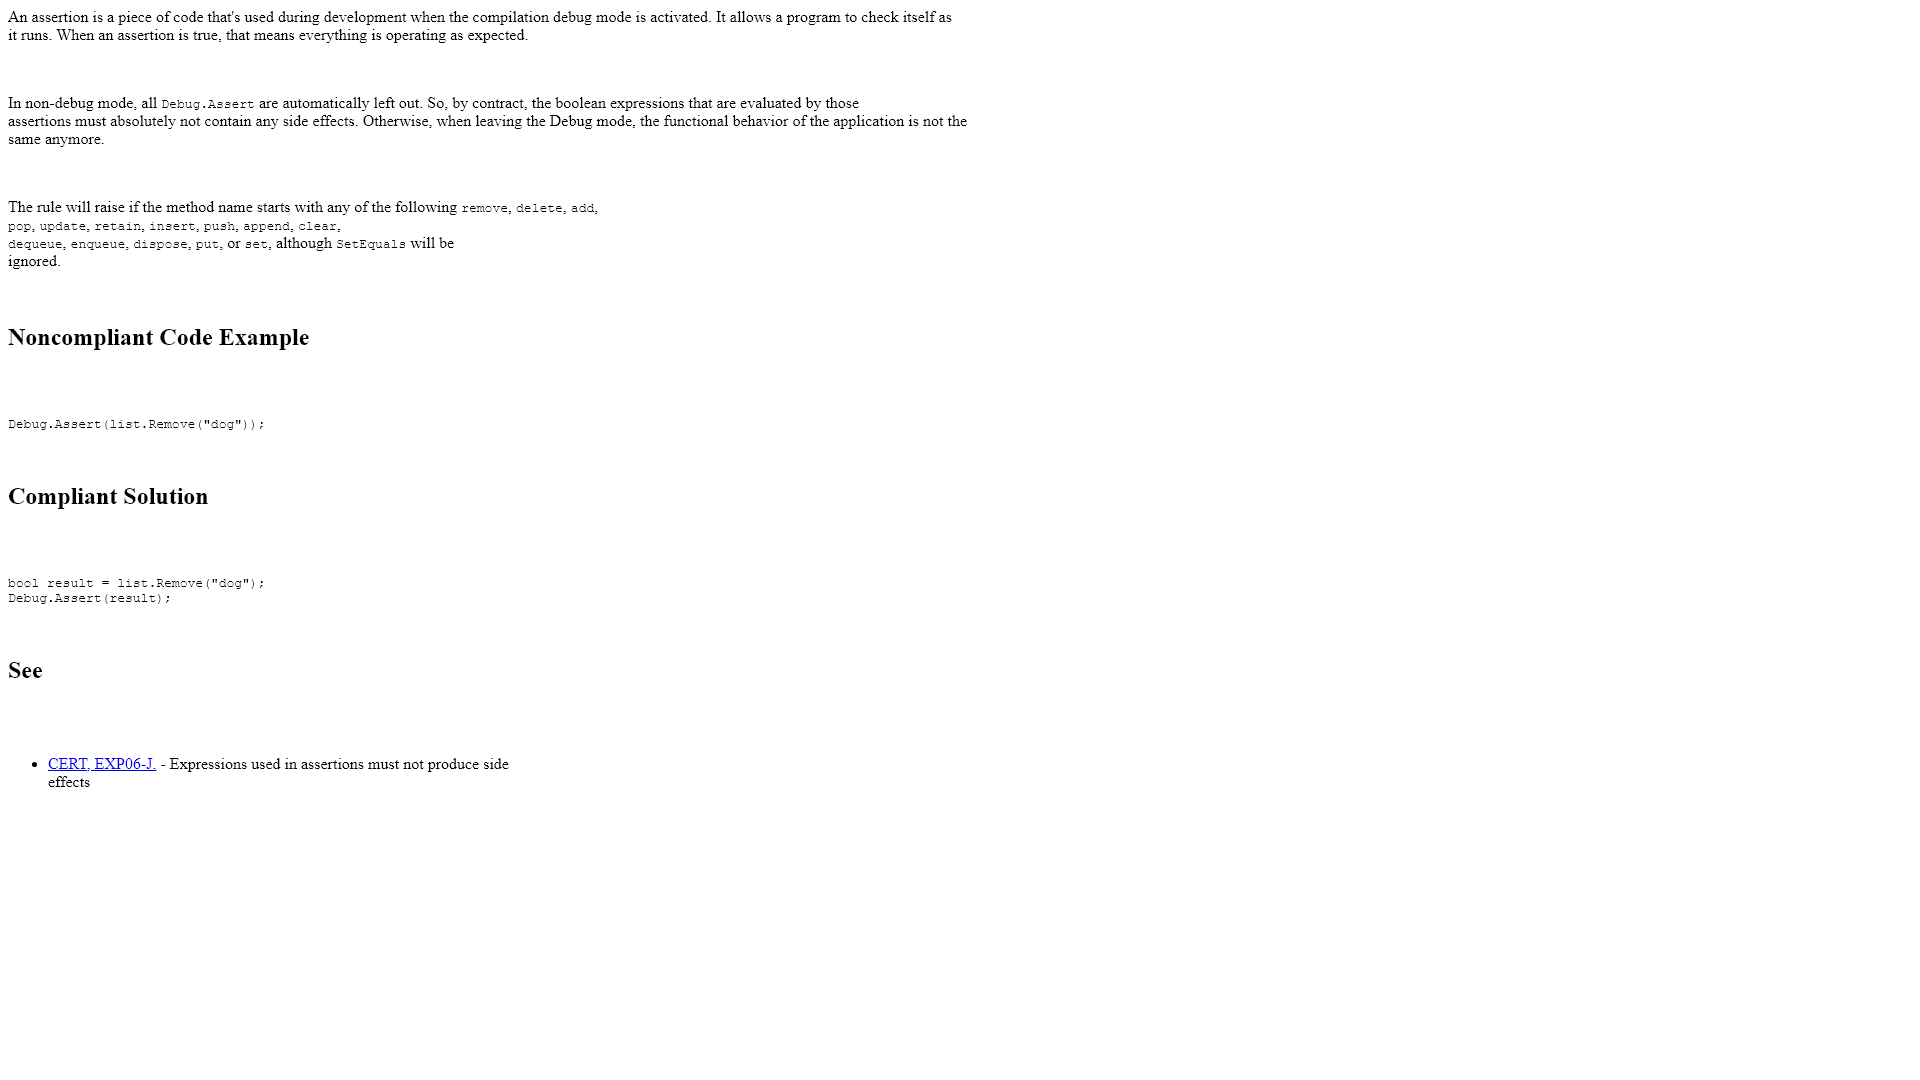 An assertion is a piece of code that's used during development when the compilation debug mode is activated. It allows a program to check itself as
it runs. When an assertion is true, that means everything is operating as expected.
In non-debug mode, all Debug.Assert are automatically left out. So, by contract, the boolean expressions that are evaluated by those
assertions must absolutely not contain any side effects. Otherwise, when leaving the Debug mode, the functional behavior of the application is not the
same anymore.
The rule will raise if the method name starts with any of the following remove, delete, add,
pop, update, retain, insert, push, append, clear,
dequeue, enqueue, dispose, put, or set, although SetEquals will be
ignored.
Noncompliant Code Example
Debug.Assert(list.Remove("dog"));
Compliant Solution
bool result = list.Remove("dog");
Debug.Assert(result);
See
• CERT, EXP06-J. - Expressions used in assertions must not produce side
effects